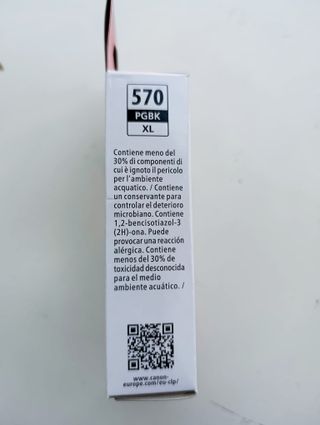 570
PGBK
XL
Contiene meno del
30% di componenti di
cui è ignoto il pericolo
per l'ambiente
acquatico. / Contiene
un conservante para
controlar el deterioro
microbiano. Contiene
1,2-bencisotiazol-3
(2H)-ona. Puede
provocar una reacción
alérgica. Contiene
menos del 30% de
toxicidad desconocida
para el medio
ambiente acuático. /
www.canon-
europe.com/eu-clp/